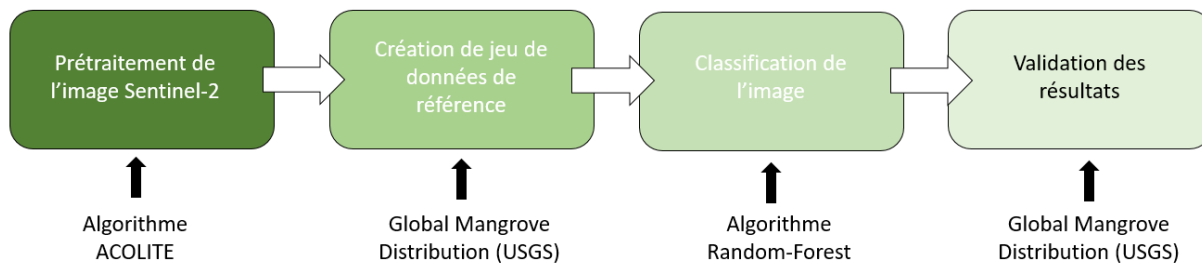 Prétraitement de
l'image Sentinel-2
Création de jeu de
données de
référence
Classification de
l'image
Validation des
résultats
Algorithme
ACOLITE
Global Mangrove
Distribution (USGS)
Algorithme
Random-Forest
Global Mangrove
Distribution (USGS)